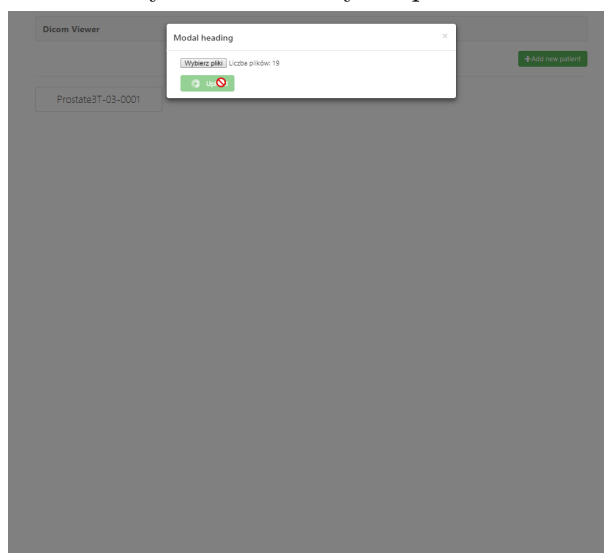 Dicom Viewer
Modal heading
×
Wybierz pliki Liczba plików: 19
+Add new patient
Prostate3T-03-0001